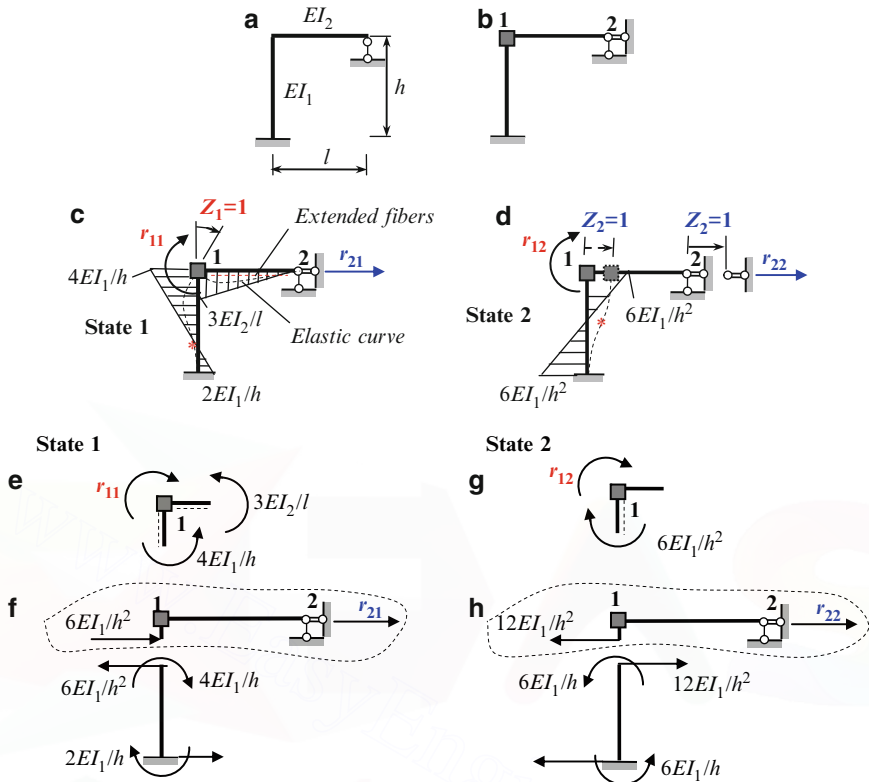 a
EI2
EI1
h
l
b
1
2
c
Z1=1
Extended fibers
r11
1
2
r21
4EI1/h
3EI2/l
Elastic curve
State 1
*
2EI1/h
d
Z2=1
Z2=1
r12
1
2
r22
6EI1/h²
State 2
*
6EI1/h²
State 1
e
r11
1
3EI2/l
4EI1/h
State 2
g
r12
1
6EI1/h²
f
1
2
r21
6EI1/h²
6EI1/h²
4EI1/h
2EI1/h
h
1
2
r22
12EI1/h²
6EI1/h
12EI1/h²
6EI1/h